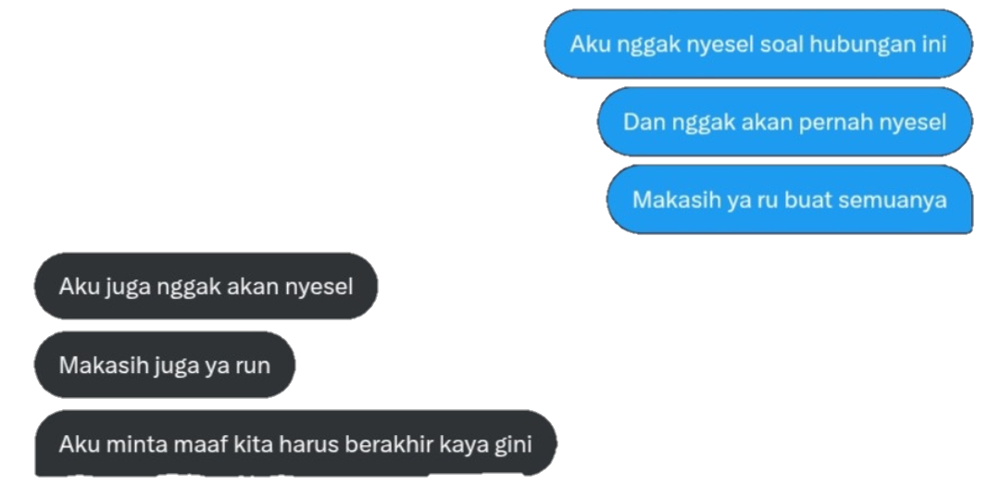 Aku nggak nyesel soal hubungan ini
Dan nggak akan pernah nyesel
Makasih ya ru buat semuanya
Aku juga nggak akan nyesel
Makasih juga ya run
Aku minta maaf kita harus berakhir kaya gini